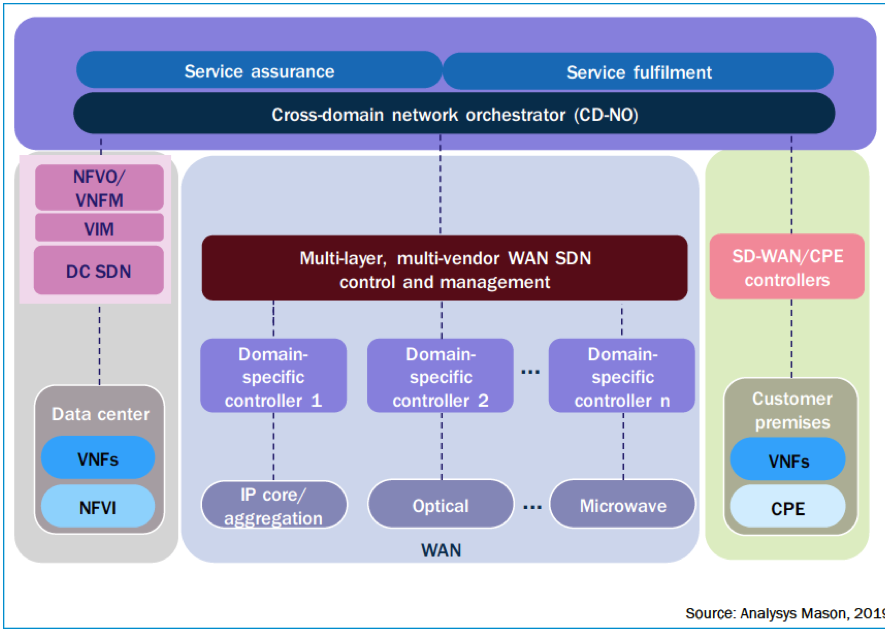 Service assurance
Service fulfilment
Cross-domain network orchestrator (CD-NO)
NFVO/
VNFM
VIM
DC SDN
Multi-layer, multi-vendor WAN SDN
control and management
SD-WAN/CPE
controllers
Domain-
specific
controller 1
Domain-
specific
controller 2
...
Domain-
specific
controller n
Data center
VNFs
NFVI
IP core/
aggregation
Optical
...
Microwave
WAN
Customer
premises
VNFs
CPE
Source: Analysys Mason, 2019